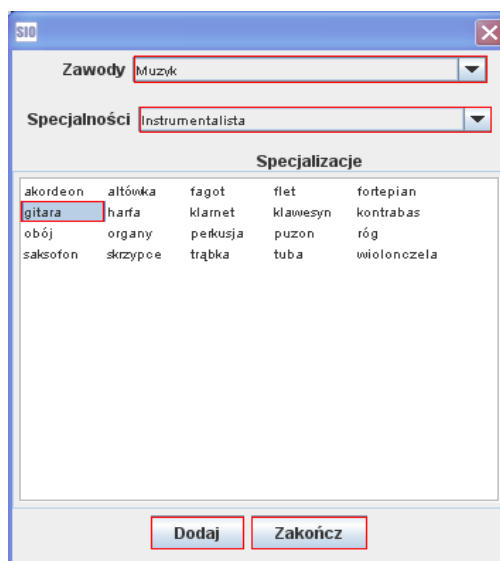 SIO
Zawody Muzyk
Specjalności Instrumentalista
Specjalizacje
akordeon altówka fagot flet fortepian
gitara harfa klarnet klawesyn kontrabas
obój organy perkusja puzon róg
saksofon skrzypce trąbka tuba wiolonczela
Dodaj Zakończ